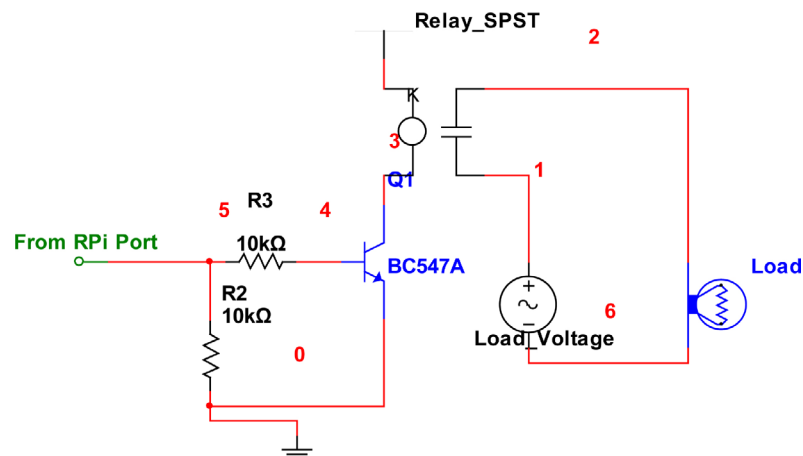 Relay_SPST
2
K
3
1
Q1
5
R3
4
10kΩ
From RPi Port
BC547A
Load
R2
10kΩ
6
Load_Voltage
0